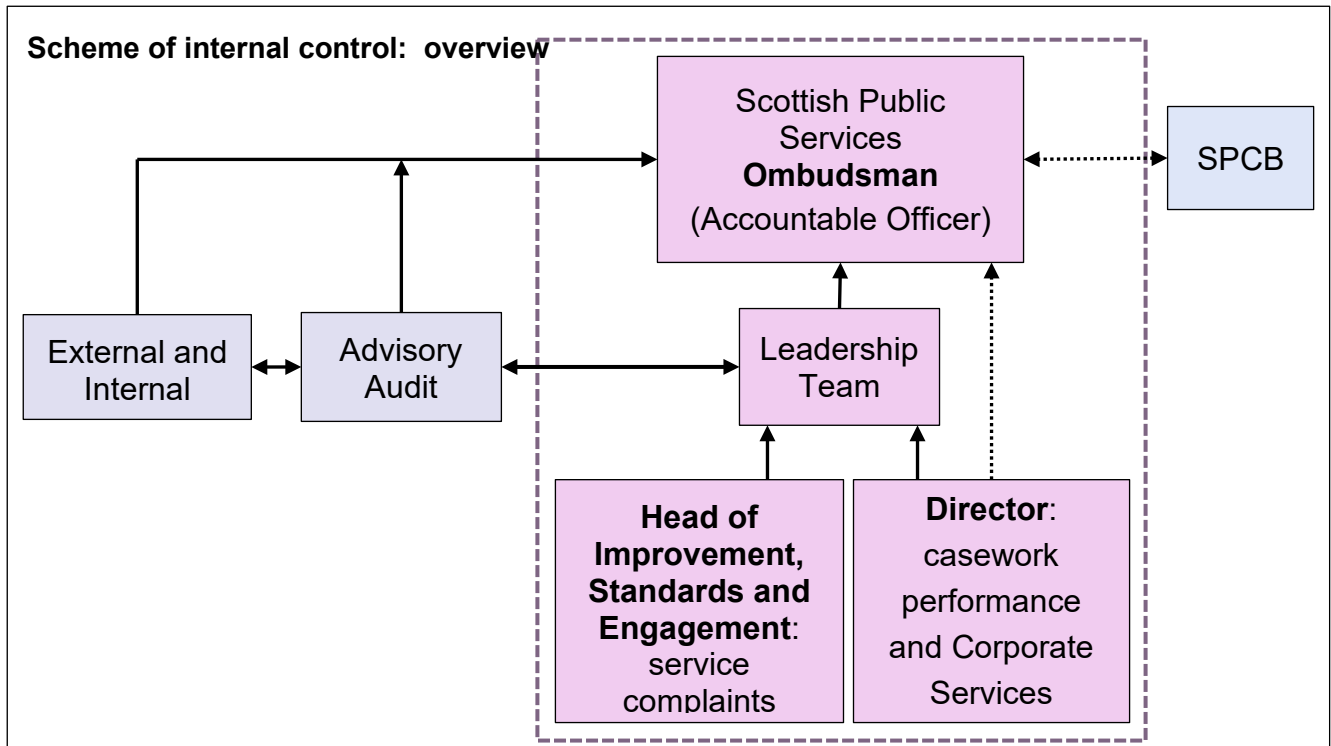 Scheme of internal control: overview
Scottish Public
Services
Ombudsman
(Accountable Officer)
SPCB
External and
Internal
Advisory
Audit
Leadership
Team
Head of
Improvement,
Standards and
Engagement:
service
complaints
Director:
casework
performance
and Corporate
Services